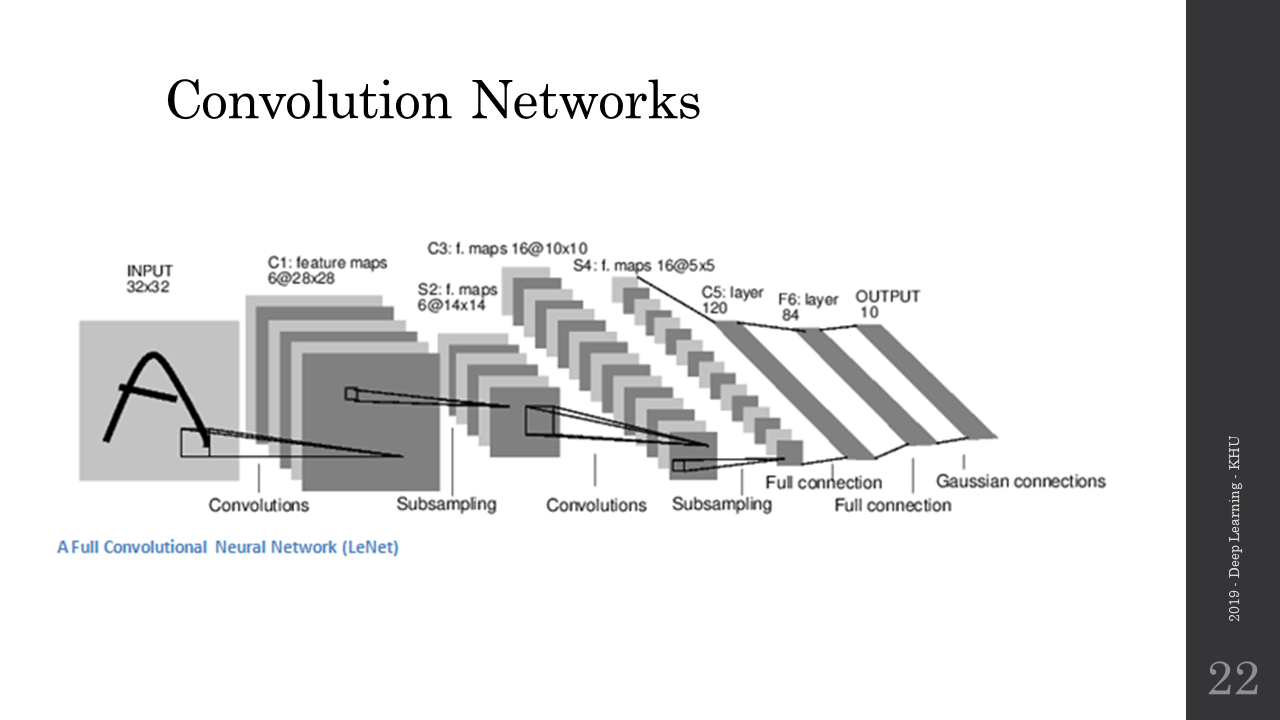 Convolution Networks
INPUT
32x32
C1: feature maps
6@28x28
S2: f. maps
6@14x14
C3: f. maps 16@10x10
S4: f. maps 16@5x5
C5: layer
120
F6: layer
84
OUTPUT
10
A
Convolutions
Subsampling
Convolutions
Subsampling
Full connection
Full connection
Gaussian connections
A Full Convolutional Neural Network (LeNet)
2019 - Deep Learning - KHU
22